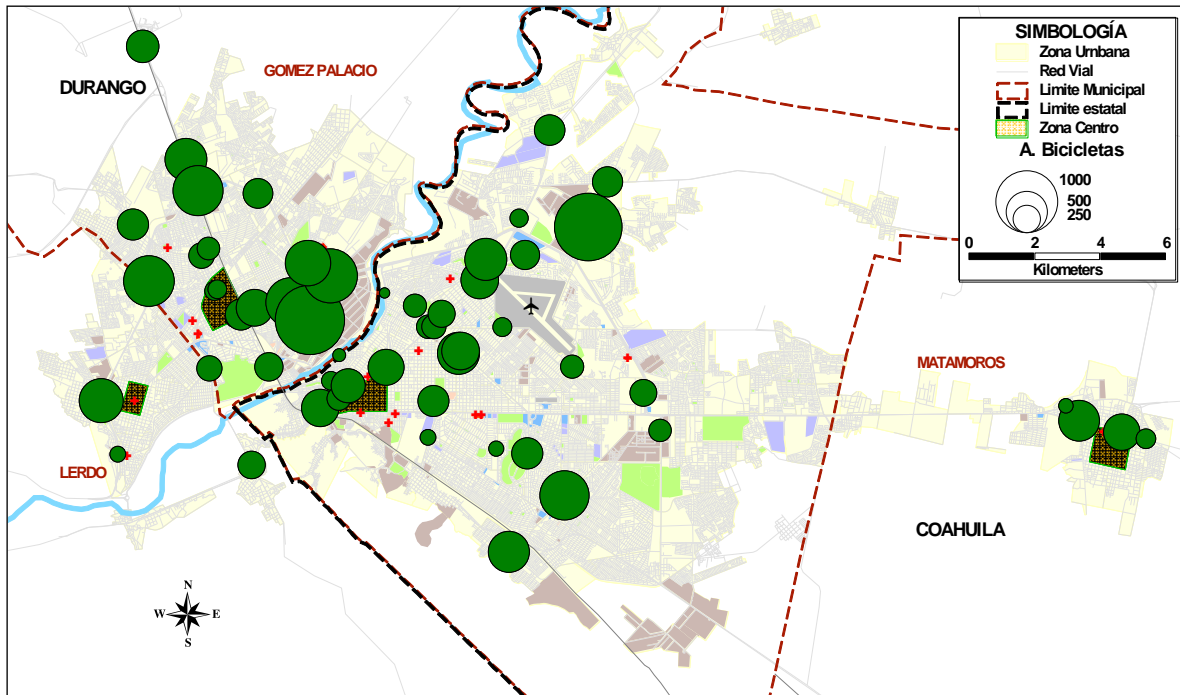 DURANGO
GOMEZ PALACIO
LERDO
MATAMOROS
COAHUILA
N
W E
S
SIMBOLOGÍA
Zona Urnbana
Red Vial
Limite Municipal
Limite estatal
Zona Centro
A. Bicicletas
1000
500
250
0 2 4 6
Kilometers